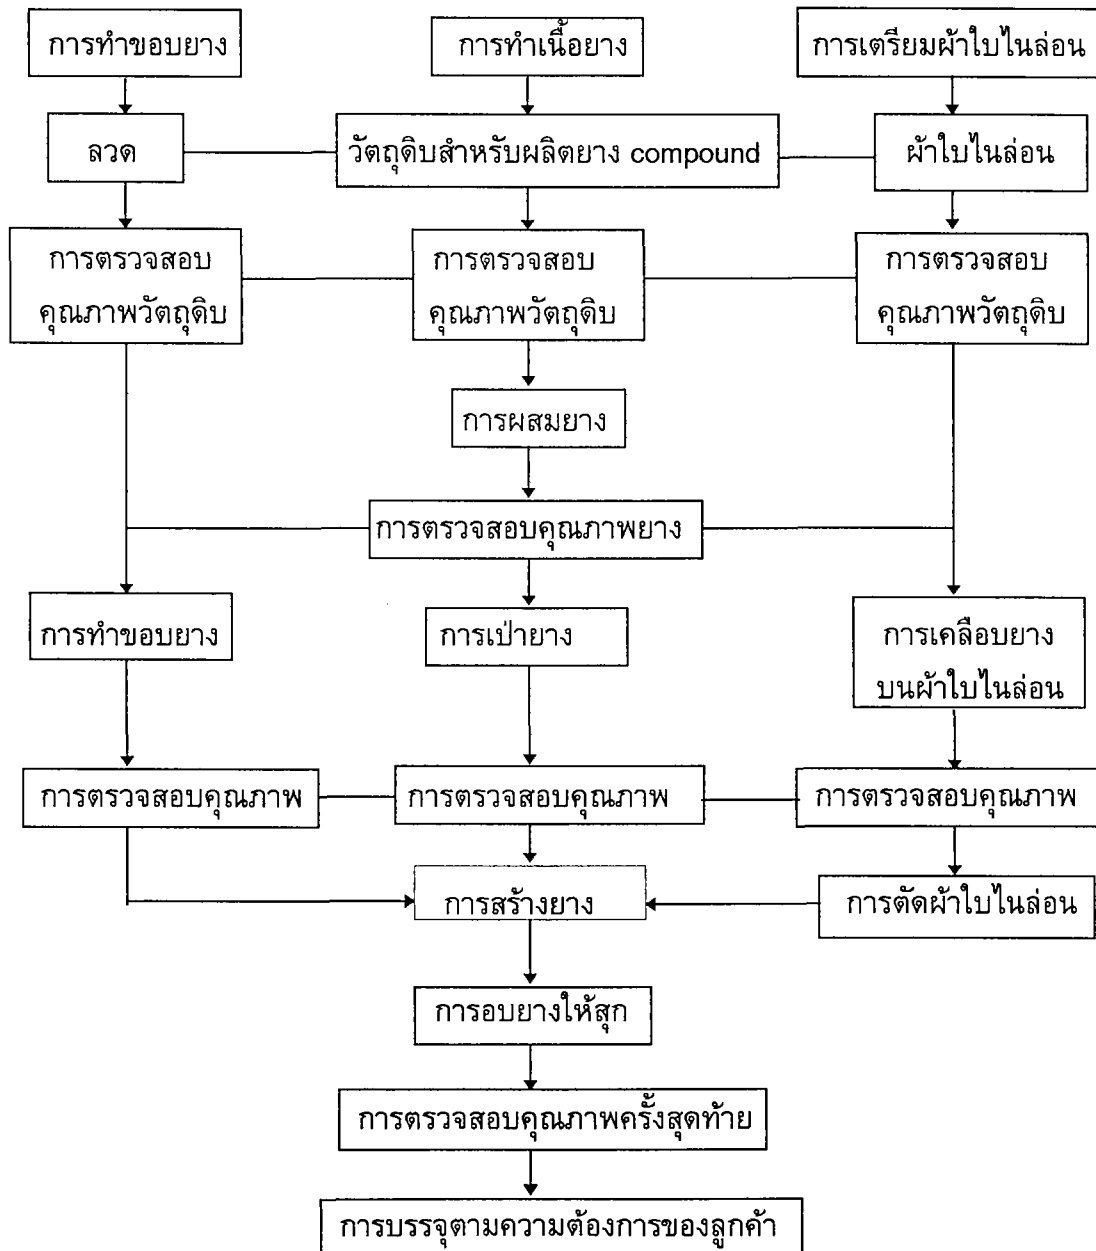 การทำขอบยาง
การทำเนื้อยาง
การเตรียมผ้าใบไนล่อน
ลวด
วัตถุดิบสำหรับผลิตยาง compound
ผ้าใบไนล่อน
การตรวจสอบ
คุณภาพวัตถุดิบ
การตรวจสอบ
คุณภาพวัตถุดิบ
การตรวจสอบ
คุณภาพวัตถุดิบ
การผสมยาง
การตรวจสอบคุณภาพยาง
การทำขอบยาง
การเป่ายาง
การเคลือบยาง
บนผ้าใบไนล่อน
การตรวจสอบคุณภาพ
การตรวจสอบคุณภาพ
การตรวจสอบคุณภาพ
การสร้างยาง
การตัดผ้าใบไนล่อน
การอบยางให้สุก
การตรวจสอบคุณภาพครั้งสุดท้าย
การบรรจุตามความต้องการของลูกค้า